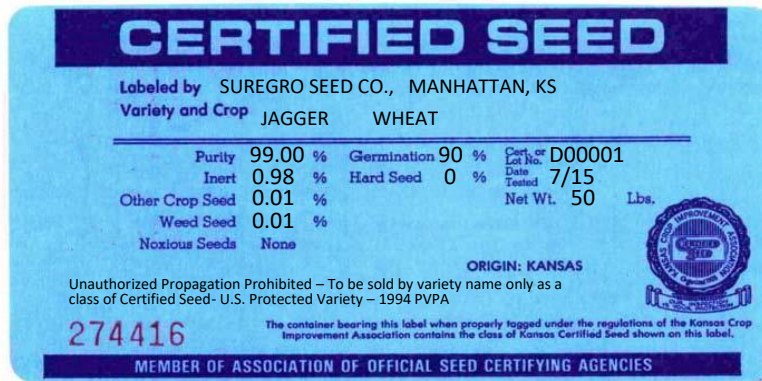 CERTIFIED SEED
Labeled by SUREGRO SEED CO., MANHATTAN, KS
Variety and Crop JAGGER WHEAT
Purity 99.00 % Germination 90 % Cert. or Lot No. D00001
Inert 0.98 % Hard Seed 0 % Date Tested 7/15
Other Crop Seed 0.01 % Net Wt. 50 Lbs.
Weed Seed 0.01 %
Noxious Seeds None
KANSAS CROP IMPROVEMENT ASSOCIATION
ORIGIN: KANSAS
Unauthorized Propagation Prohibited – To be sold by variety name only as a
class of Certified Seed- U.S. Protected Variety – 1994 PVPA
OUR INSPECTION
IS YOUR PROTECTION
274416
The container bearing this label when properly tagged under the regulations of the Kansas Crop
Improvement Association contains the class of Kansas Certified Seed shown on this label.
MEMBER OF ASSOCIATION OF OFFICIAL SEED CERTIFYING AGENCIES